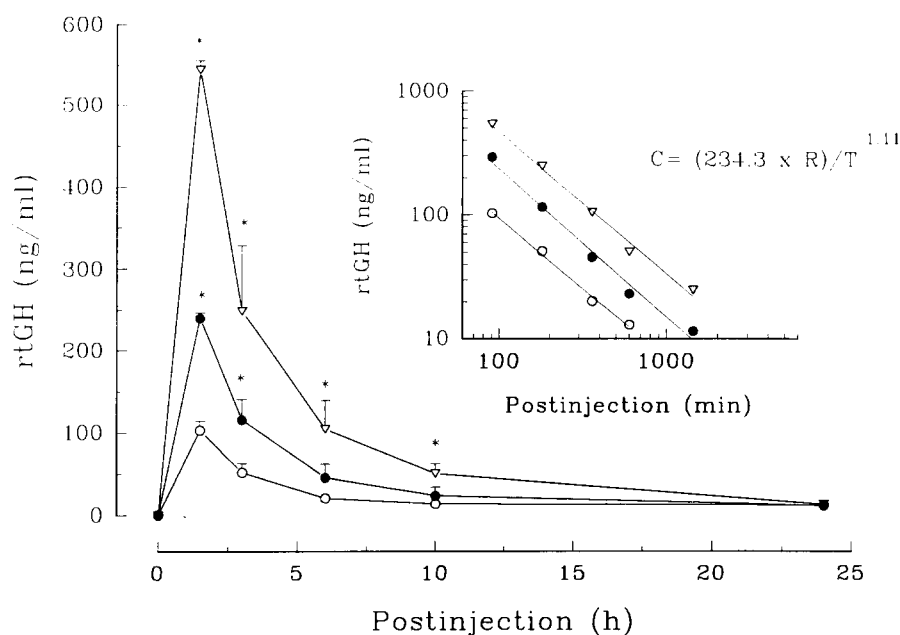 600
500
400
300
200
100
0
rtGH (ng/ml)
0 5 10 15 20 25
Postinjection (h)
1000
100
10
rtGH (ng/ml)
100 1000
Postinjection (min)
C= (234.3 x R)/T 1.11
* * * * * *